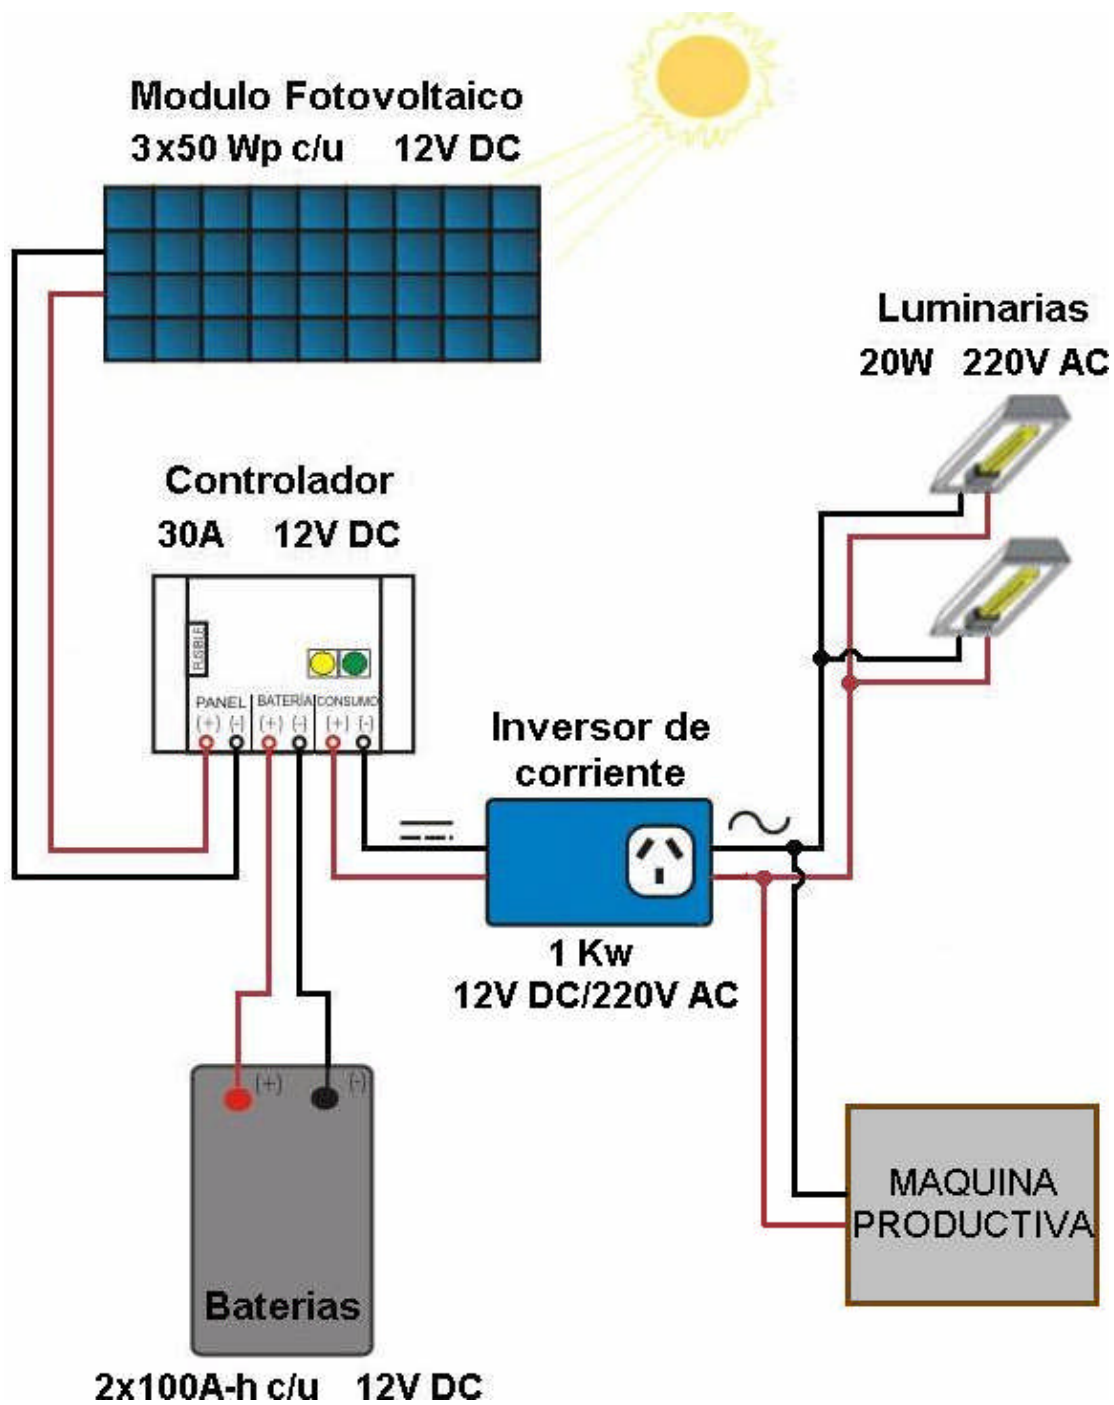 Modulo Fotovoltaico
3x50 Wp c/u 12V DC
Luminarias
20W 220V AC
Controlador
30A 12V DC
FUSIBLE
PANEL BATERÍA CONSUMO
(+) (-) (+) (-) (+) (-)
Inversor de
corriente
1 Kw
12V DC/220V AC
(+) (-)
MAQUINA
PRODUCTIVA
Baterias
2x100A-h c/u 12V DC